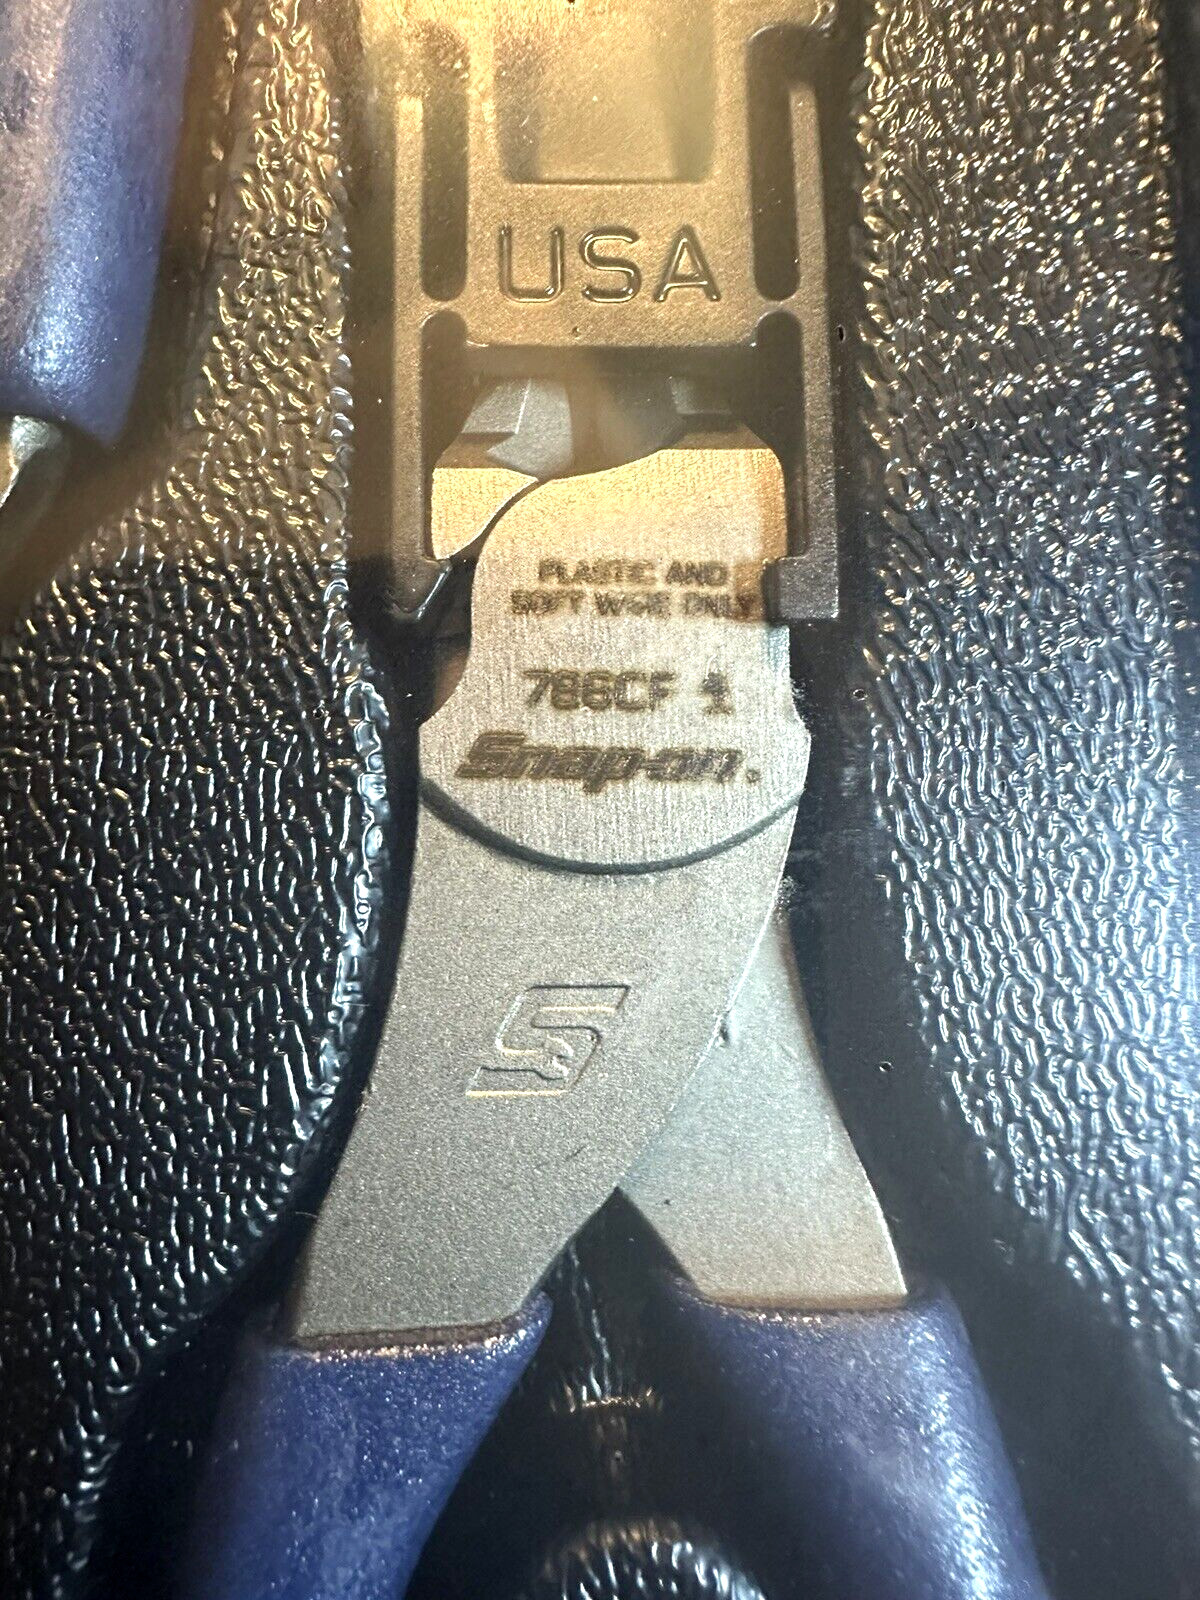 USA
PLASTIC AND
SOFT WIRE ONLY
786CF
Snap-on®
S